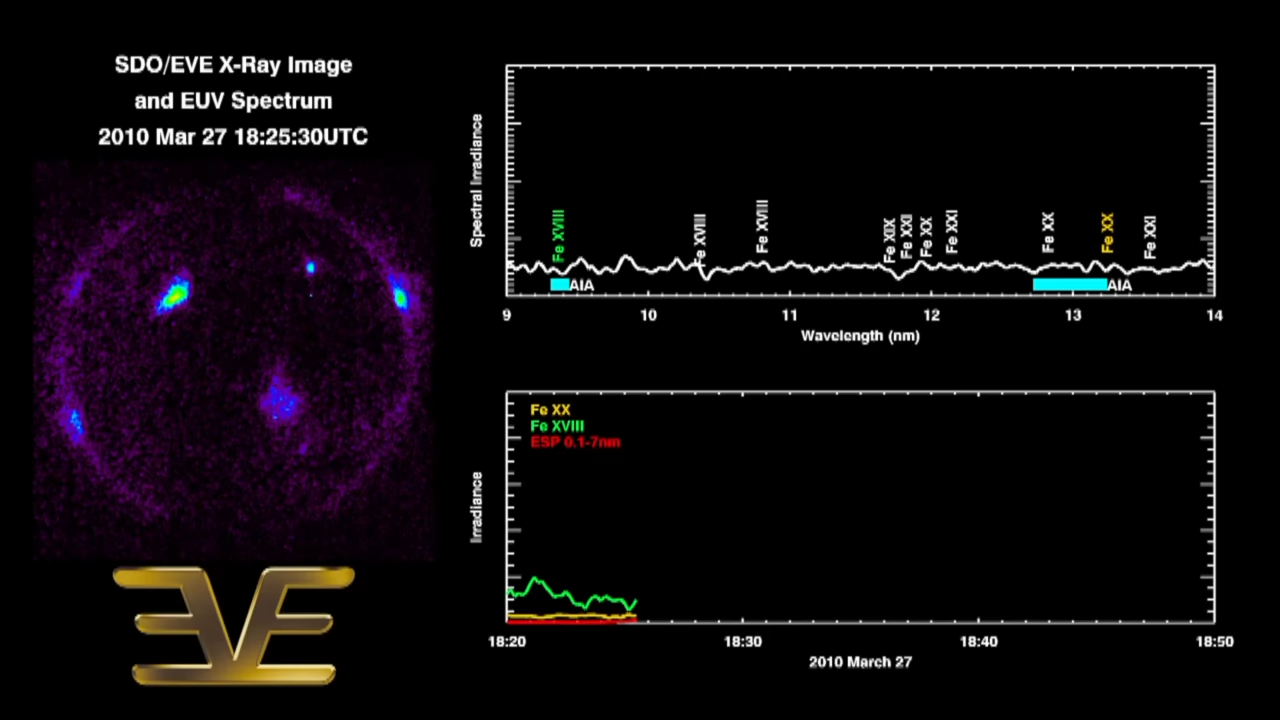 SDO/EVE X-Ray Image
and EUV Spectrum
2010 Mar 27 18:25:30UTC
EVE
Spectral Irradiance
Fe XVIII
Fe XVIII
Fe XVIII
Fe XIX
Fe XXI
Fe XX
Fe XXI
Fe XX
Fe XX
Fe XXI
AIA
AIA
9 10 11 12 13 14
Wavelength (nm)
Irradiance
Fe XX
Fe XVIII
ESP 0.1-7nm
18:20 18:30 18:40 18:50
2010 March 27